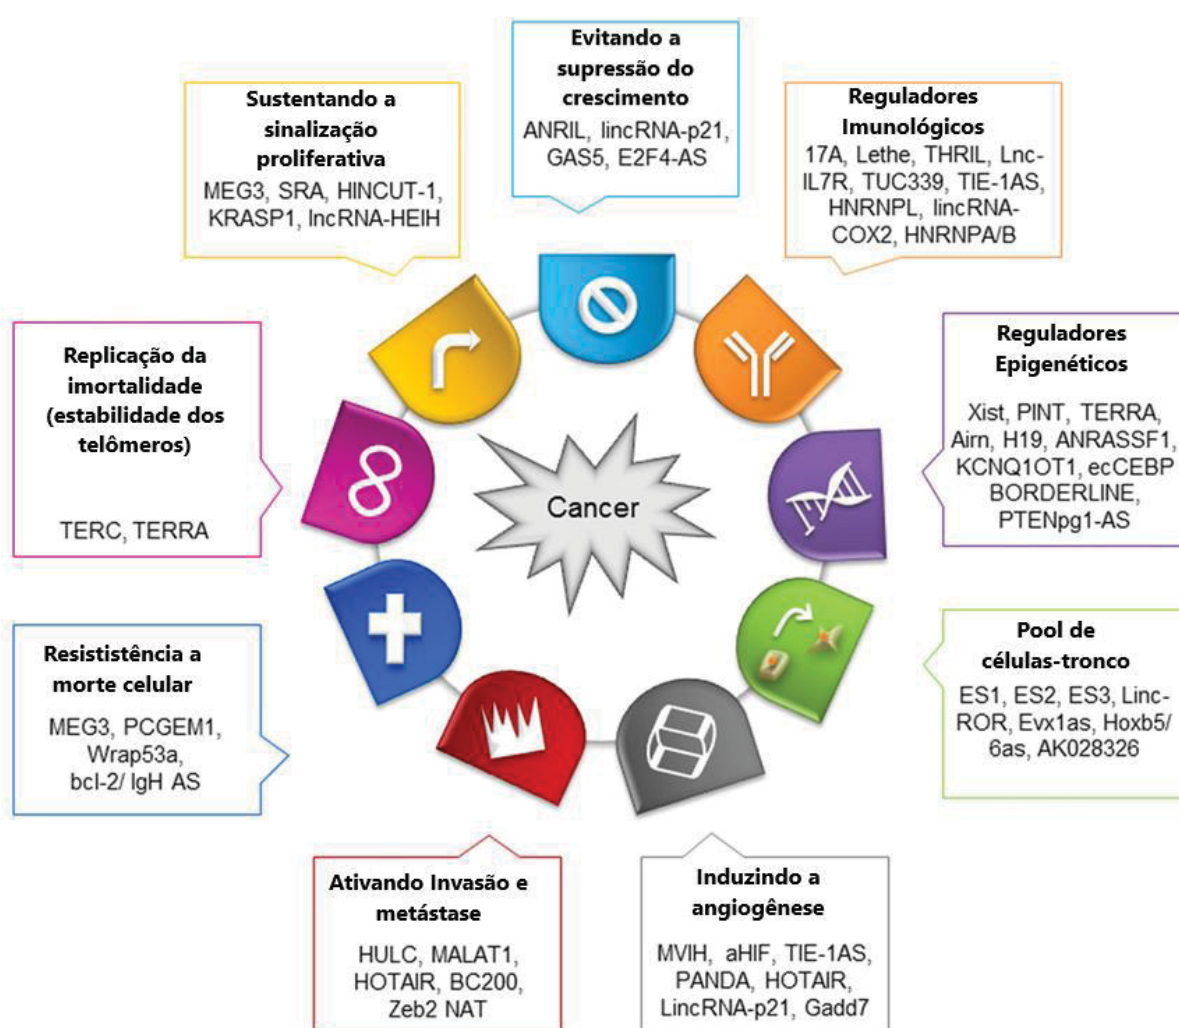 Evitando a
supressão do
crescimento
ANRIL, lincRNA-p21,
GAS5, E2F4-AS
Sustentando a
sinalização
proliferativa
MEG3, SRA, HINCUT-1,
KRASP1, lncRNA-HEIH
Reguladores
Imunológicos
17A, Lethe, THRIL, Lnc-
IL7R, TUC339, TIE-1AS,
HNRNPL, lincRNA-
COX2, HNRNPA/B
Replicação da
imortalidade
(estabilidade dos
telômeros)
TERC, TERRA
Reguladores
Epigenéticos
Xist, PINT, TERRA,
Airn, H19, ANRASSF1,
KCNQ1OT1, ecCEBP
BORDERLINE,
PTENpg1-AS
Cancer
Resististência a
morte celular
MEG3, PCGEM1,
Wrap53a,
bcl-2/ IgH AS
Pool de
células-tronco
ES1, ES2, ES3, Linc-
ROR, Evx1as, Hoxb5/
6as, AK028326
Ativando Invasão e
metástase
HULC, MALAT1,
HOTAIR, BC200,
Zeb2 NAT
Induzindo a
angiogênese
MVIH, aHIF, TIE-1AS,
PANDA, HOTAIR,
LincRNA-p21, Gadd7